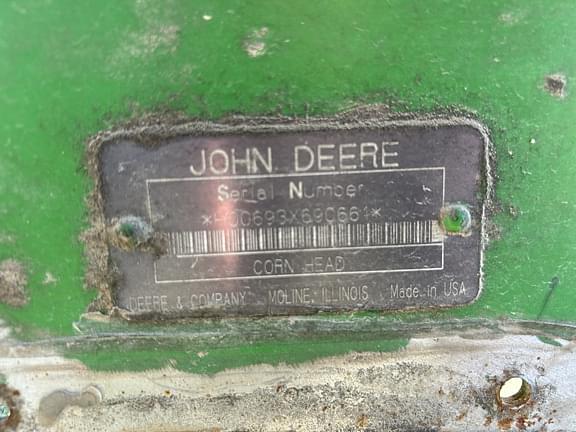 JOHN DEERE
Serial Number
*H00693X690661*
CORN HEAD
DEERE & COMPANY MOLINE, ILLINOIS Made in USA